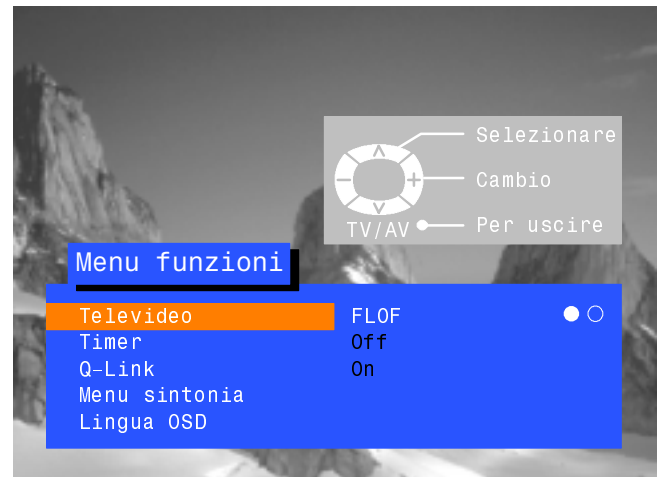 Selezionare
Cambio
TV/AV Per uscire
Menu funzioni
Televideo FLOF
Timer Off
Q-Link On
Menu sintonia
Lingua OSD